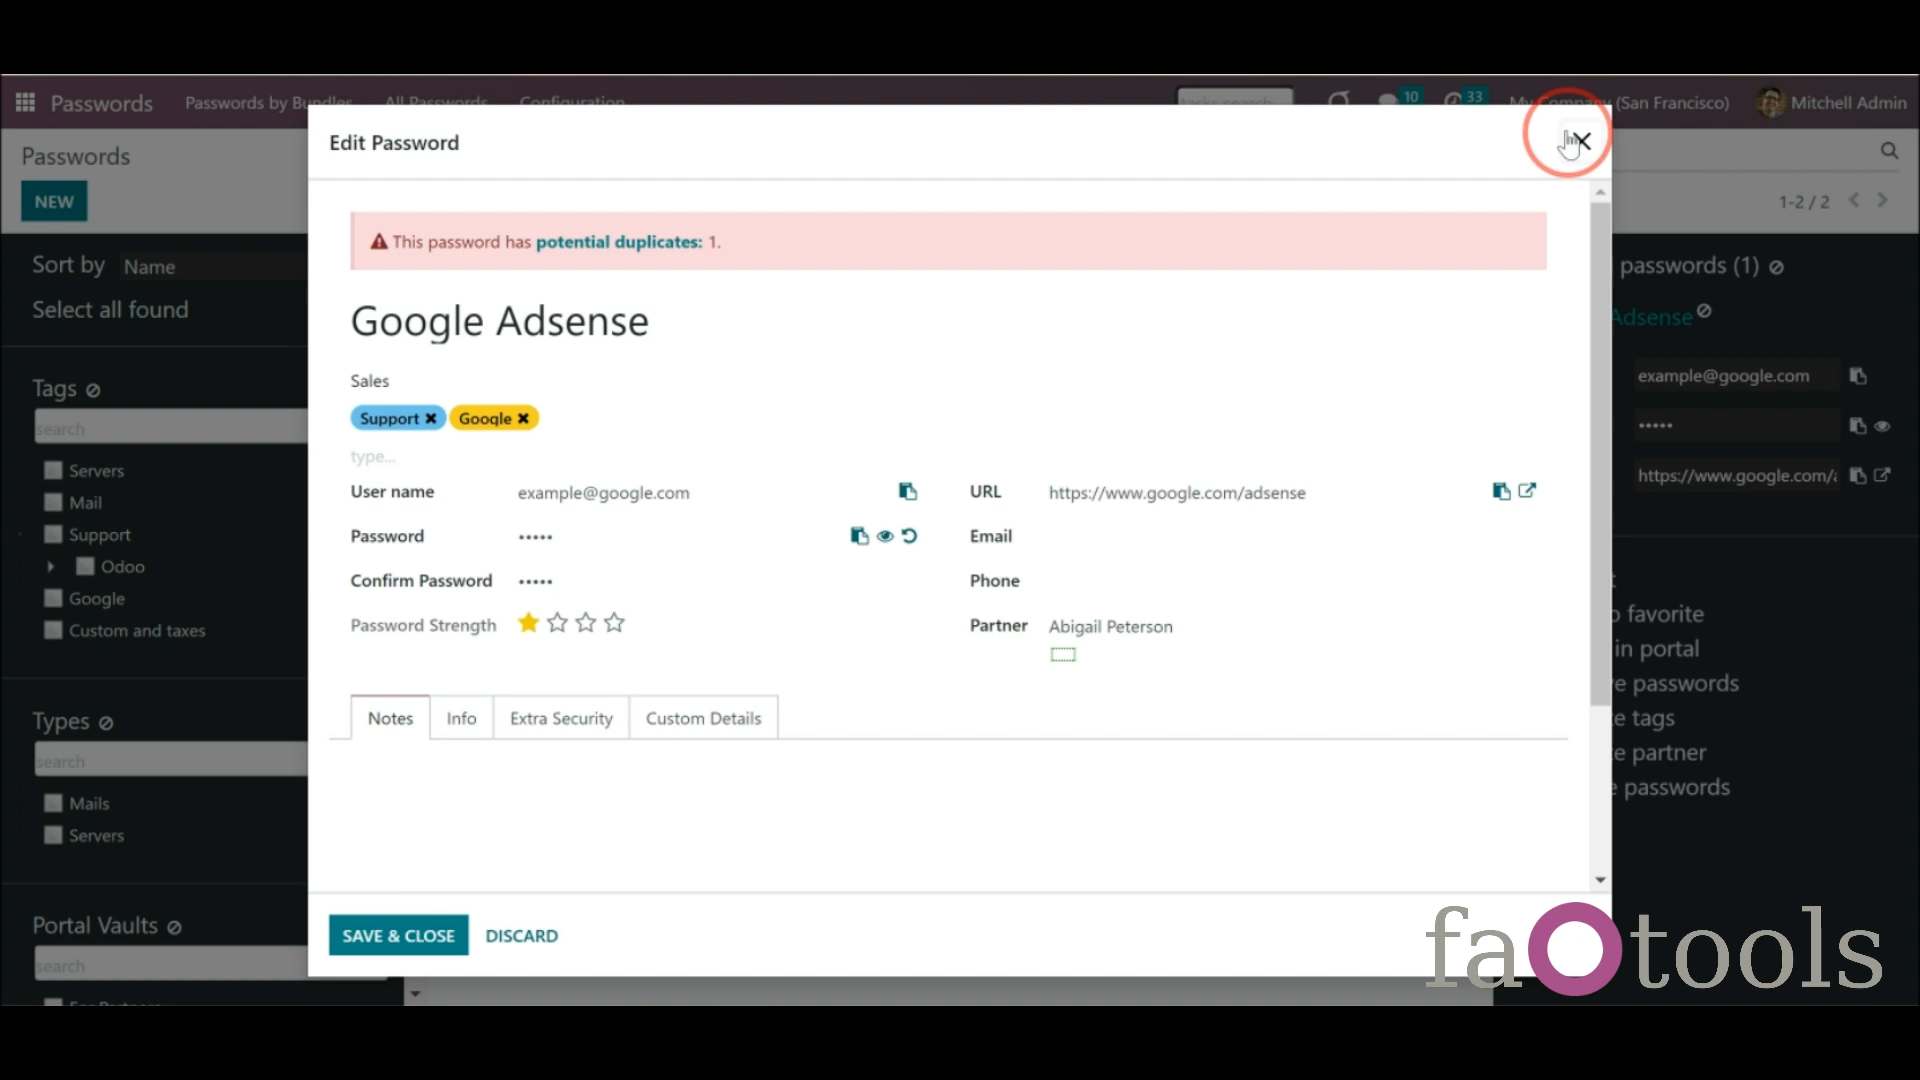 Passwords
Passwords by Bundles
All Passwords
Configuration
10
33
My Company (San Francisco)
Mitchell Admin
Passwords
NEW
1-2 / 2
Sort by Name
Select all found
Tags
search
Servers
Mail
Support
Odoo
Google
Custom and taxes
Types
search
Mails
Servers
Portal Vaults
search
Edit Password
This password has potential duplicates: 1.
Google Adsense
Sales
Support
Google
type...
User name example@google.com
URL https://www.google.com/adsense
Password •••••
Email
Confirm Password •••••
Phone
Password Strength
Partner Abigail Peterson
Notes
Info
Extra Security
Custom Details
SAVE & CLOSE
DISCARD
passwords (1)
Adsense
example@google.com
•••••
https://www.google.com/
favorite
in portal
passwords
tags
partner
passwords
faotools